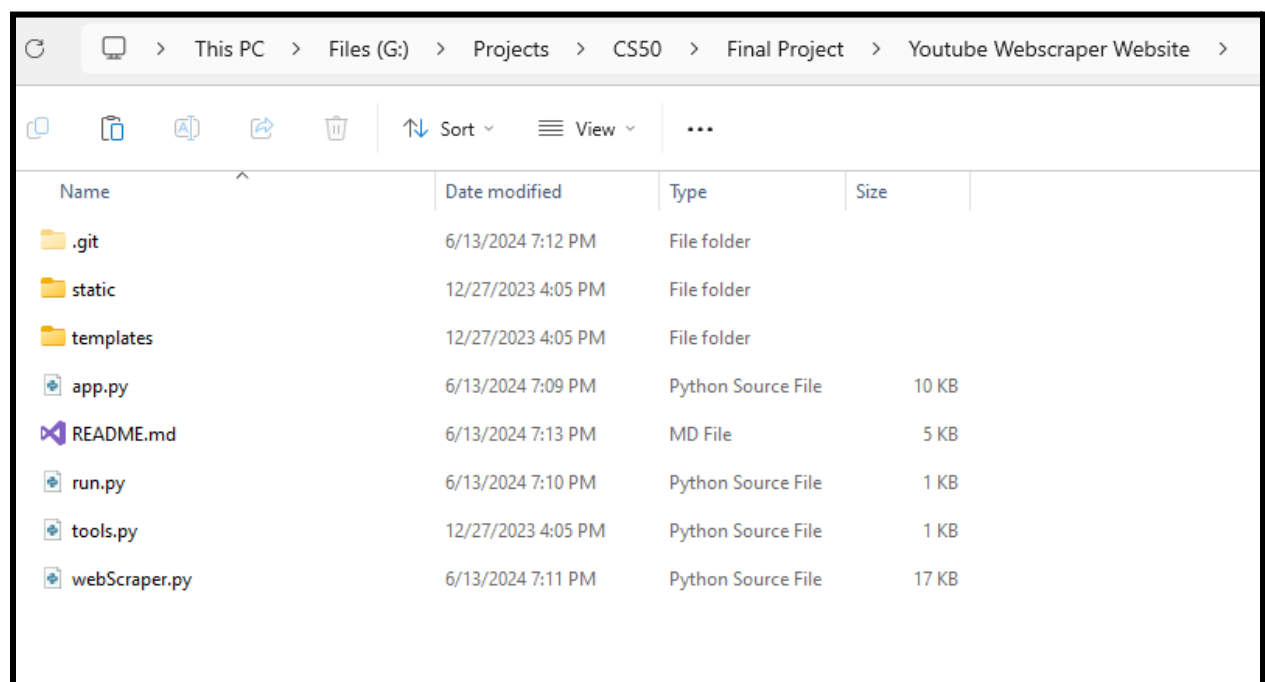 This PC > Files (G:) > Projects > CS50 > Final Project > Youtube Webscraper Website >
Sort View ...
Name Date modified Type Size
.git 6/13/2024 7:12 PM File folder
static 12/27/2023 4:05 PM File folder
templates 12/27/2023 4:05 PM File folder
app.py 6/13/2024 7:09 PM Python Source File 10 KB
README.md 6/13/2024 7:13 PM MD File 5 KB
run.py 6/13/2024 7:10 PM Python Source File 1 KB
tools.py 12/27/2023 4:05 PM Python Source File 1 KB
webScraper.py 6/13/2024 7:11 PM Python Source File 17 KB